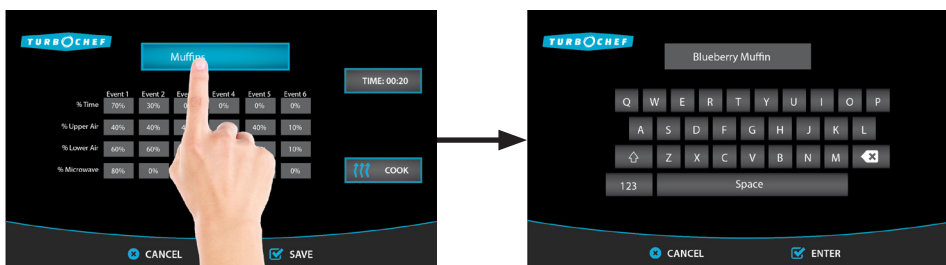 TURBOCHEF
Muffins
TIME: 00:20
Event 1 Event 2 Event 4 Event 5 Event 6
% Time 70% 30% 0% 0% 0%
% Upper Air 40% 40% 40% 10%
% Lower Air 60% 60% 10%
% Microwave 80% 0% 0%
COOK
CANCEL SAVE
TURBOCHEF
Blueberry Muffin
Q W E R T Y U I O P
A S D F G H J K L
Z X C V B N M
123 Space
CANCEL ENTER